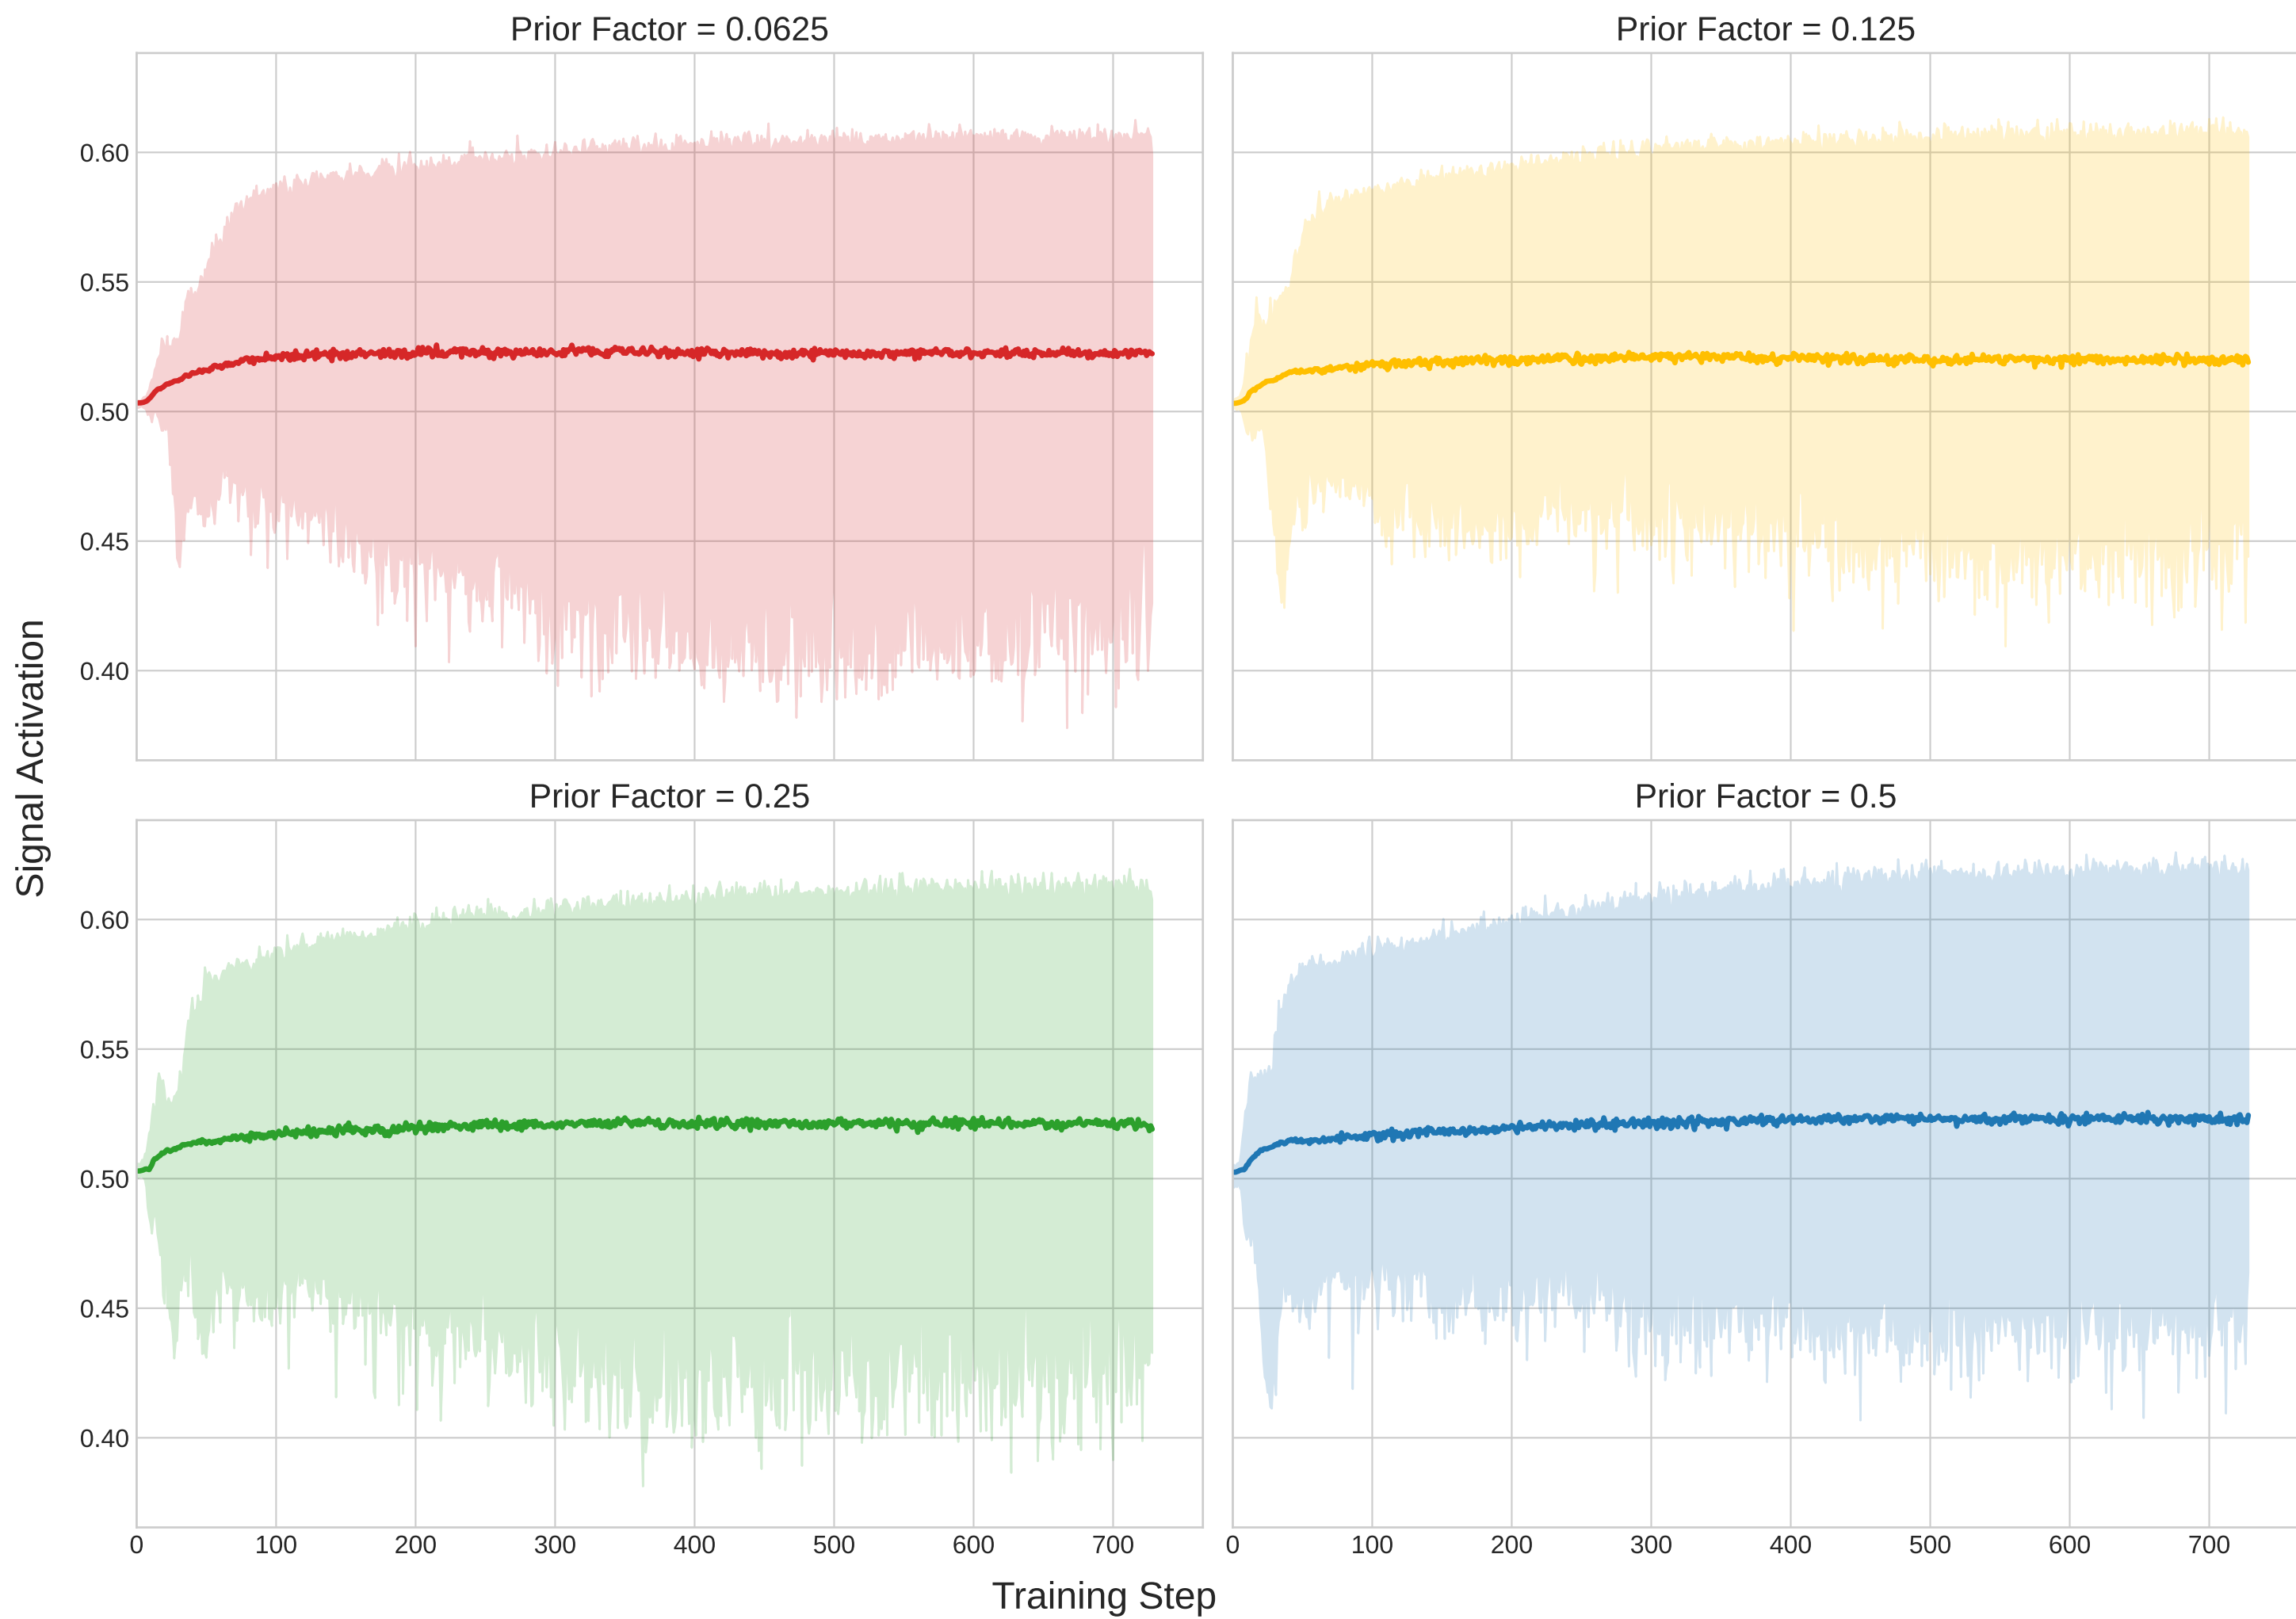 Prior Factor = 0.0625
Prior Factor = 0.125
0.60
0.55
0.50
0.45
0.40
Signal Activation
Prior Factor = 0.25
Prior Factor = 0.5
0.60
0.55
0.50
0.45
0.40
0 100 200 300 400 500 600 700
0 100 200 300 400 500 600 700
Training Step